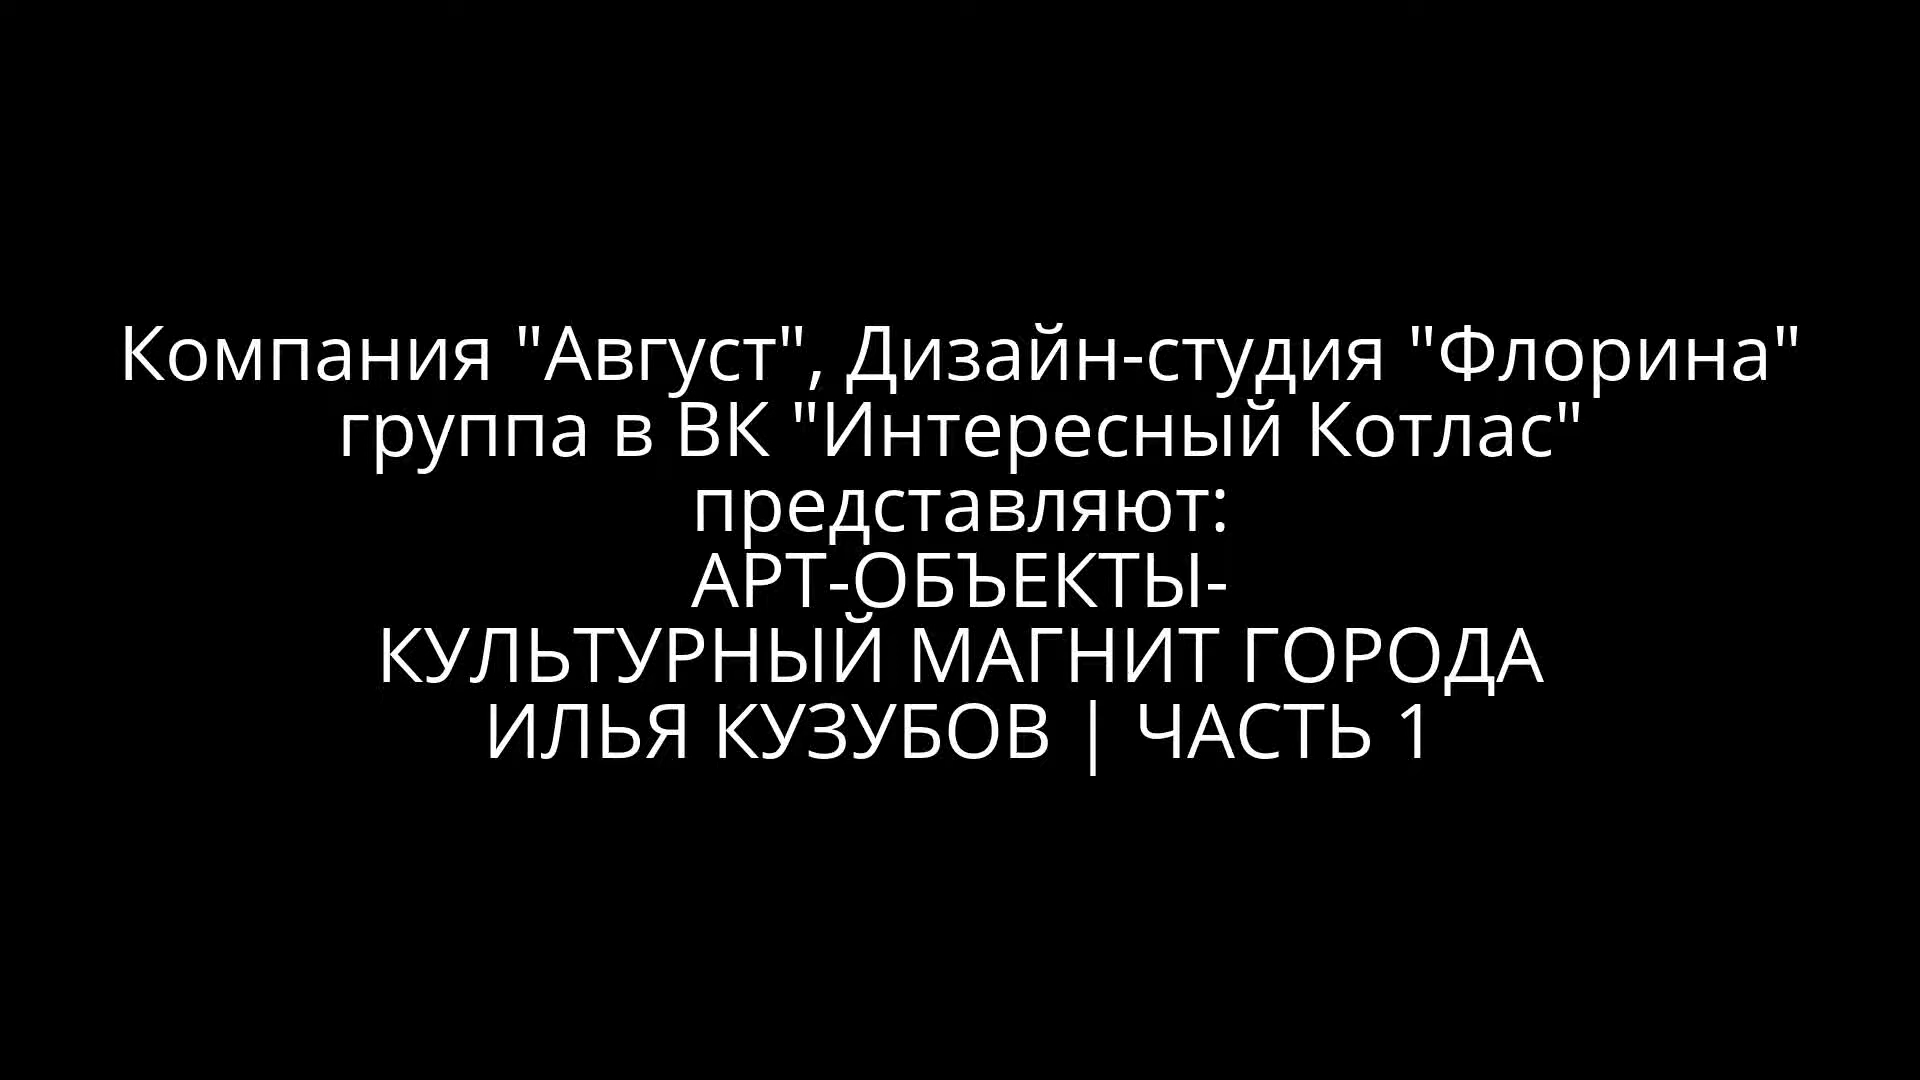 Компания "Август", Дизайн-студия "Флорина"
группа в ВК "Интересный Котлас"
представляют:
АРТ-ОБЪЕКТЫ-
КУЛЬТУРНЫЙ МАГНИТ ГОРОДА
ИЛЬЯ КУЗУБОВ | ЧАСТЬ 1